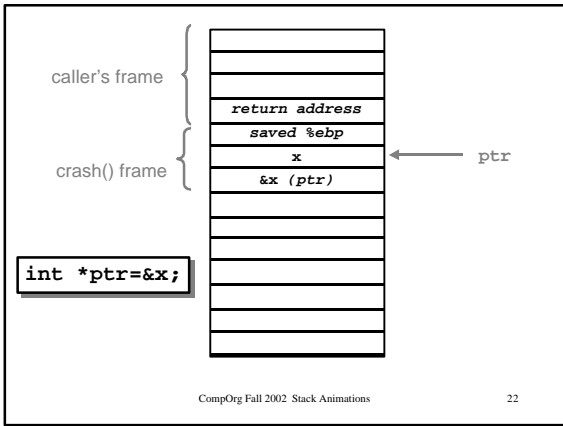 caller's frame
return address
saved %ebp
x
ptr
crash() frame
&x (ptr)
int *ptr=&x;
CompOrg Fall 2002 Stack Animations
22